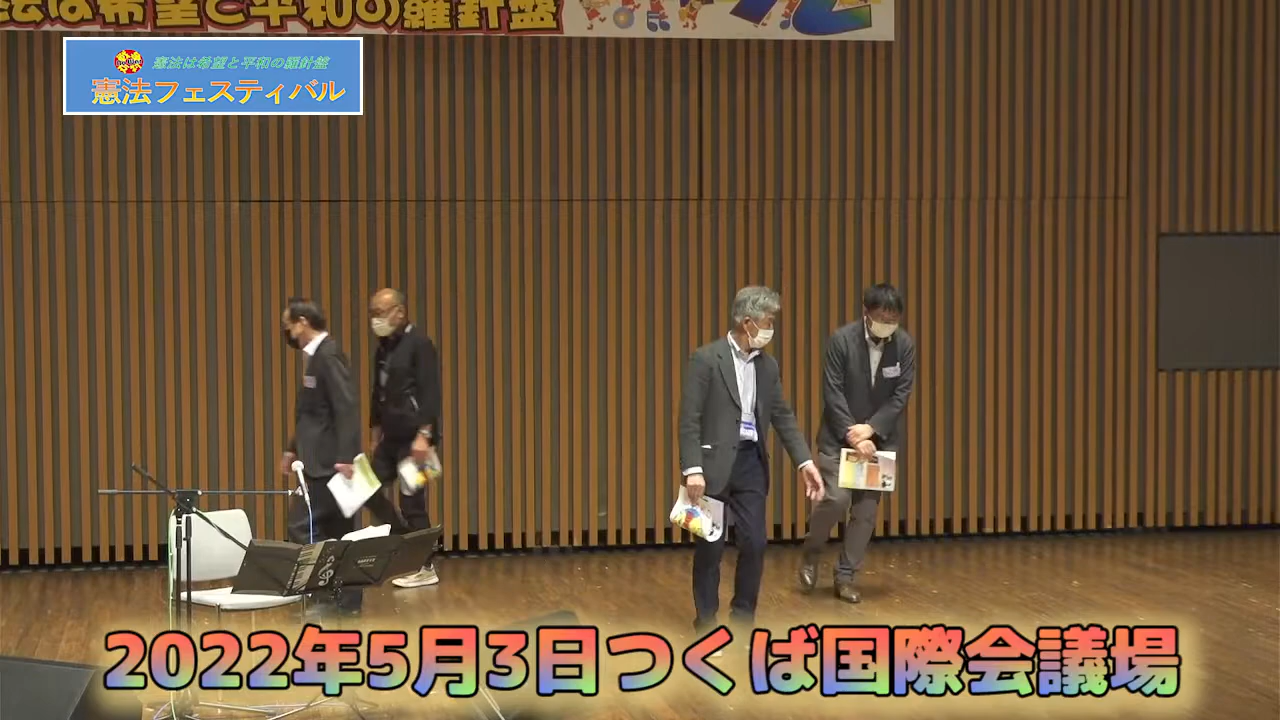 法は希望と平和の羅針盤
憲法は希望と平和の羅針盤
憲法フェスティバル
2022年5月3日つくば国際会議場